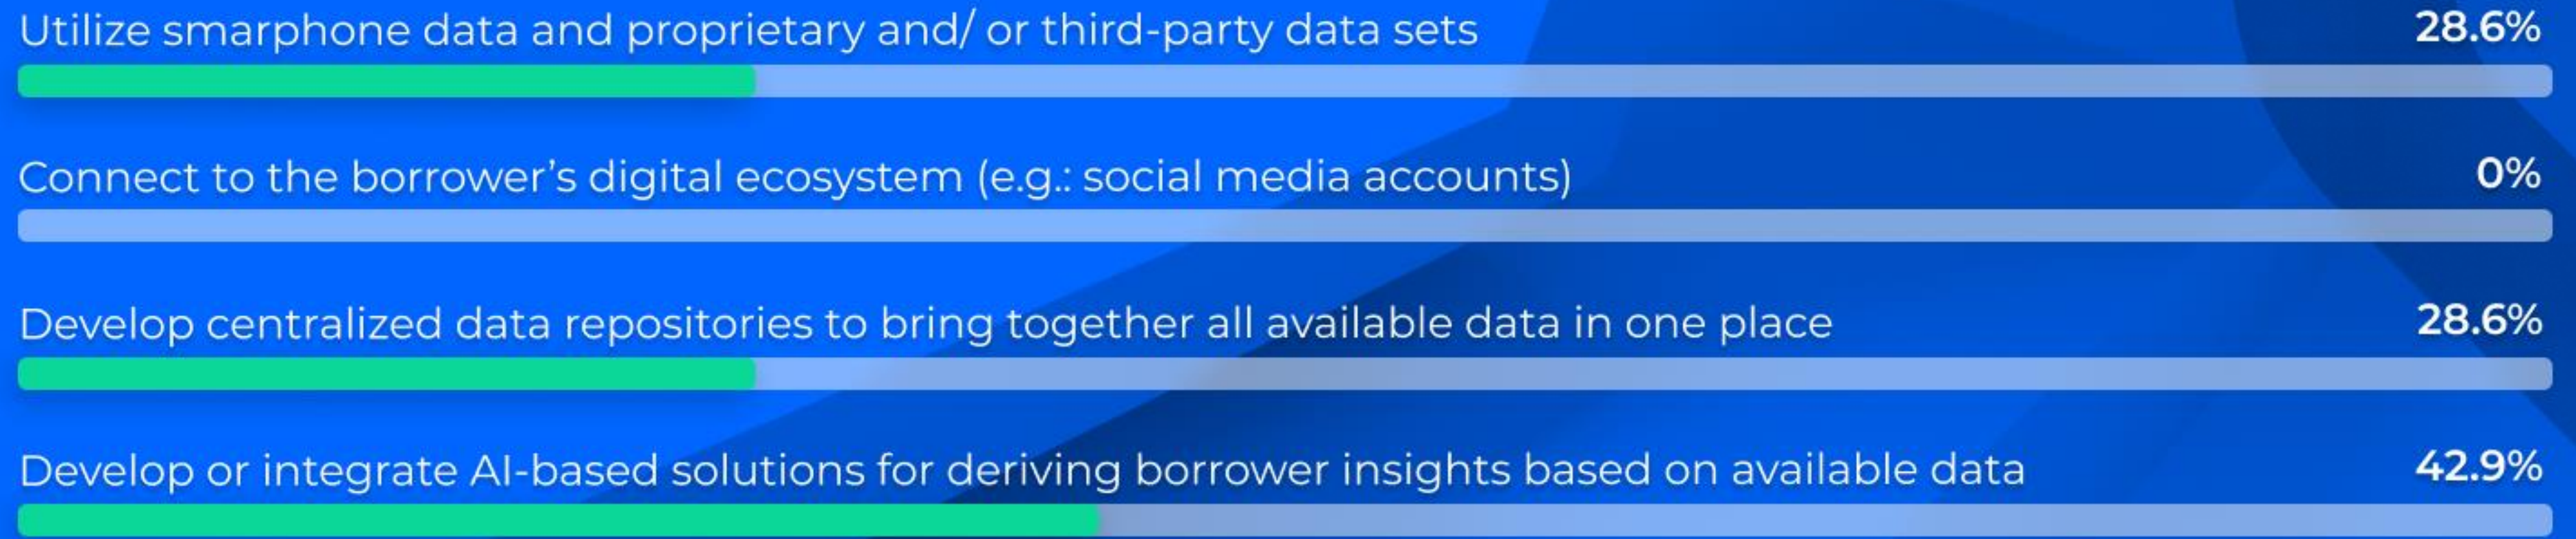 Utilize smarphone data and proprietary and/ or third-party data sets 28.6%
Connect to the borrower’s digital ecosystem (e.g.: social media accounts) 0%
Develop centralized data repositories to bring together all available data in one place 28.6%
Develop or integrate AI-based solutions for deriving borrower insights based on available data 42.9%